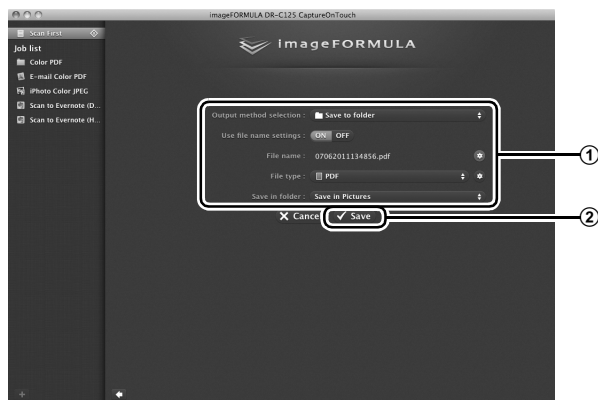 imageFORMULA DR-C125 CaptureOnTouch
Scan First
Job list
Color PDF
E-mail Color PDF
iPhoto Color JPEG
Scan to Evernote (D...
Scan to Evernote (H...
imageFORMULA
Output method selection : Save to folder
Use file name settings : ON OFF
File name : 07062011134856.pdf
File type : PDF
Save in folder : Save in Pictures
Cance Save
1
2